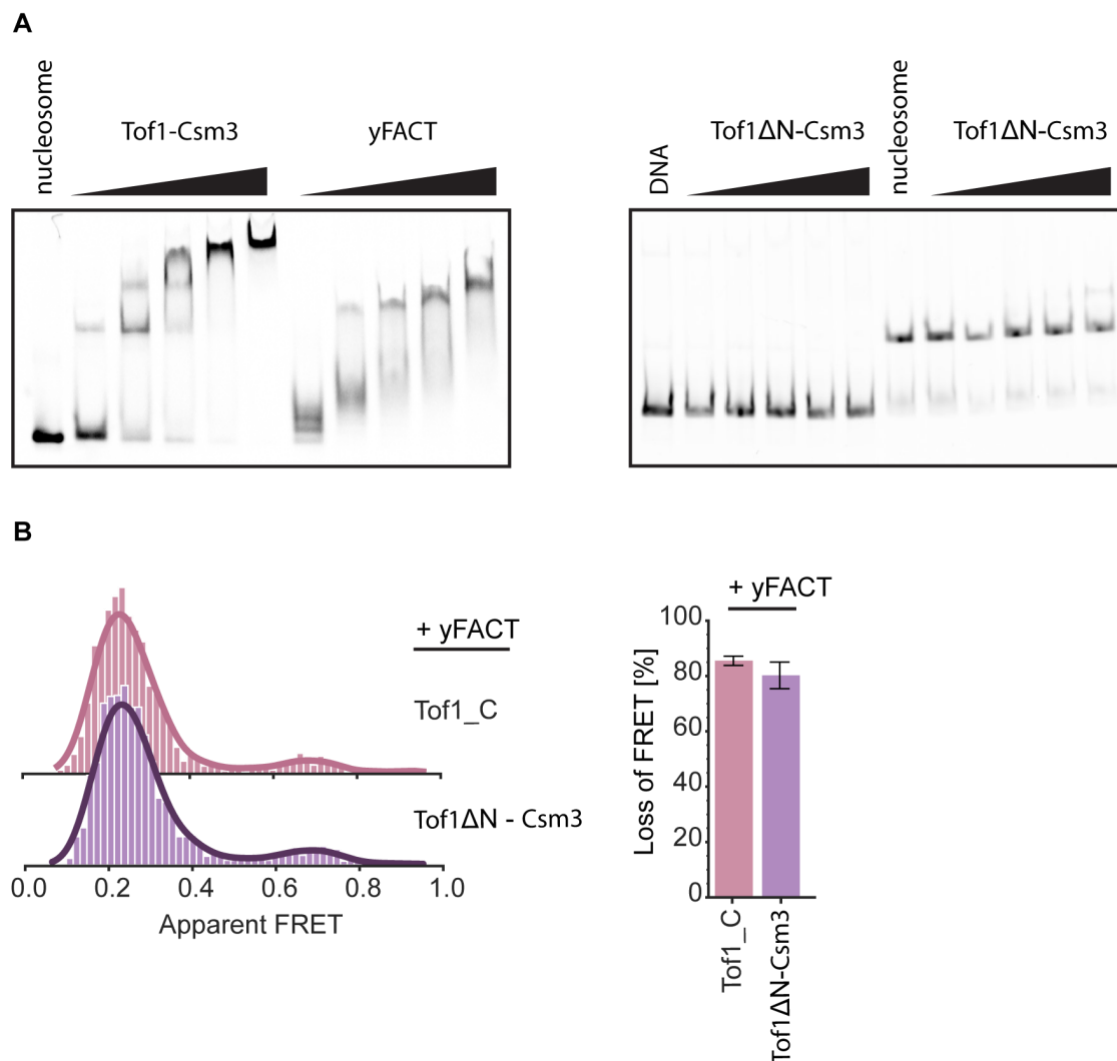 A
nucleosome
Tof1-Csm3
yFACT
DNA
Tof1ΔN-Csm3
nucleosome
Tof1ΔN-Csm3
B
+ yFACT
Tof1_C
Tof1ΔN - Csm3
0.0 0.2 0.4 0.6 0.8 1.0
Apparent FRET
+ yFACT
100
80
60
40
20
0
Loss of FRET [%]
Tof1_C
Tof1ΔN-Csm3